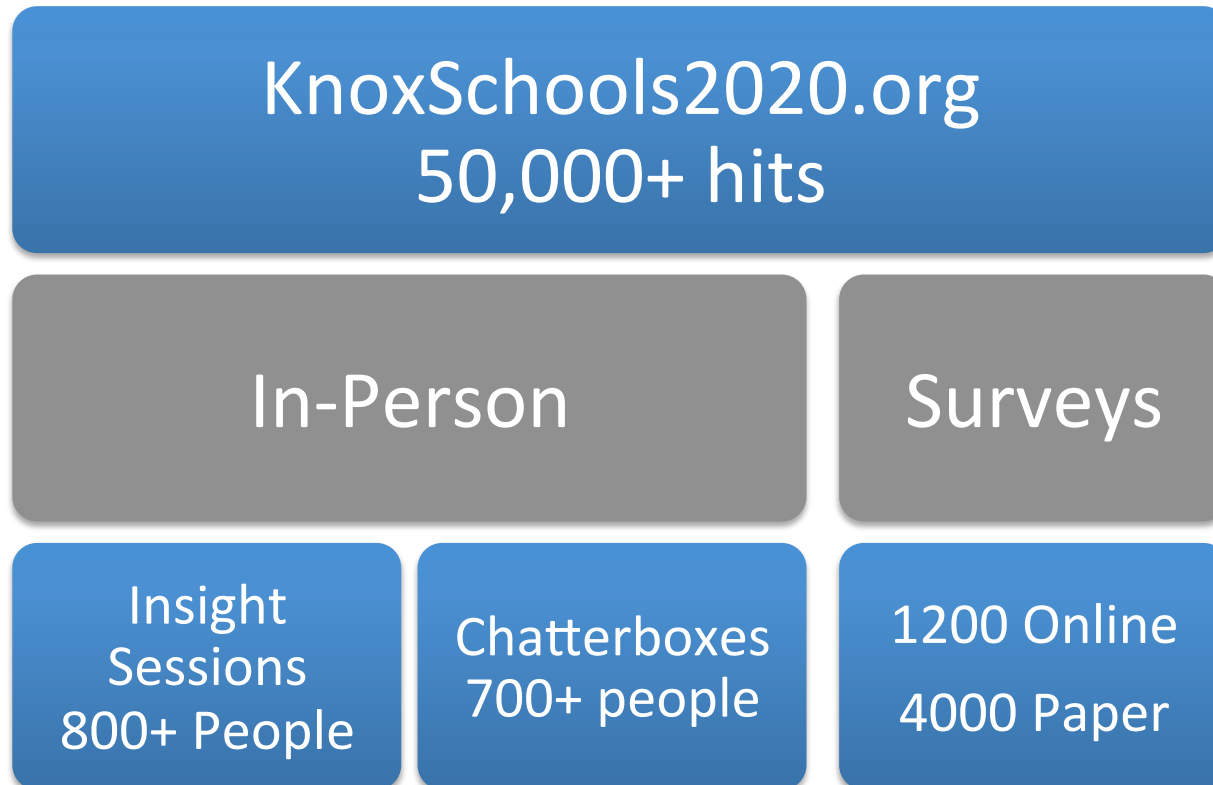 KnoxSchools2020.org
50,000+ hits
In-Person
Surveys
Insight
Sessions
800+ People
Chatterboxes
700+ people
1200 Online
4000 Paper